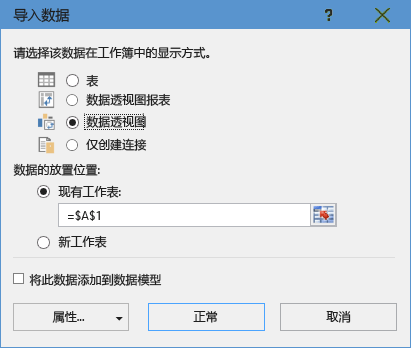 导入数据
?
请选择该数据在工作簿中的显示方式。
表
数据透视图报表
数据透视图
仅创建连接
数据的放置位置:
现有工作表:
=$A$1
新工作表
将此数据添加到数据模型
属性...
正常
取消